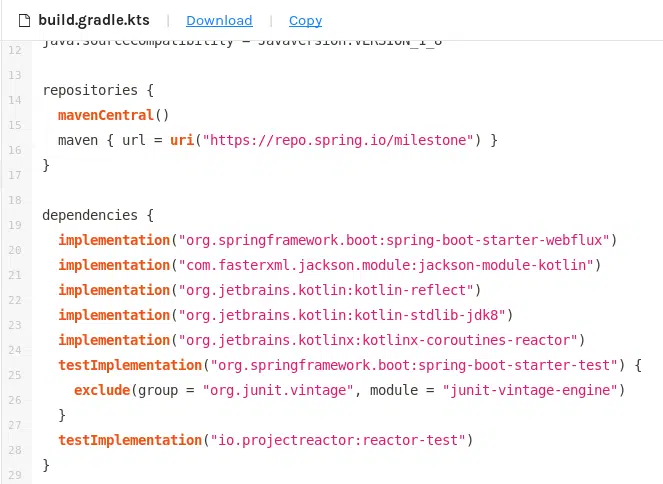 build.gradle.kts | Download | Copy
12 java.sourceCompatibility = JavaVersion.VERSION_1_8
13
14 repositories {
15 mavenCentral()
16 maven { url = uri("https://repo.spring.io/milestone") }
17 }
18
19 dependencies {
20 implementation("org.springframework.boot:spring-boot-starter-webflux")
21 implementation("com.fasterxml.jackson.module:jackson-module-kotlin")
22 implementation("org.jetbrains.kotlin:kotlin-reflect")
23 implementation("org.jetbrains.kotlin:kotlin-stdlib-jdk8")
24 implementation("org.jetbrains.kotlinx:kotlinx-coroutines-reactor")
25 testImplementation("org.springframework.boot:spring-boot-starter-test") {
26 exclude(group = "org.junit.vintage", module = "junit-vintage-engine")
27 }
28 testImplementation("io.projectreactor:reactor-test")
29 }